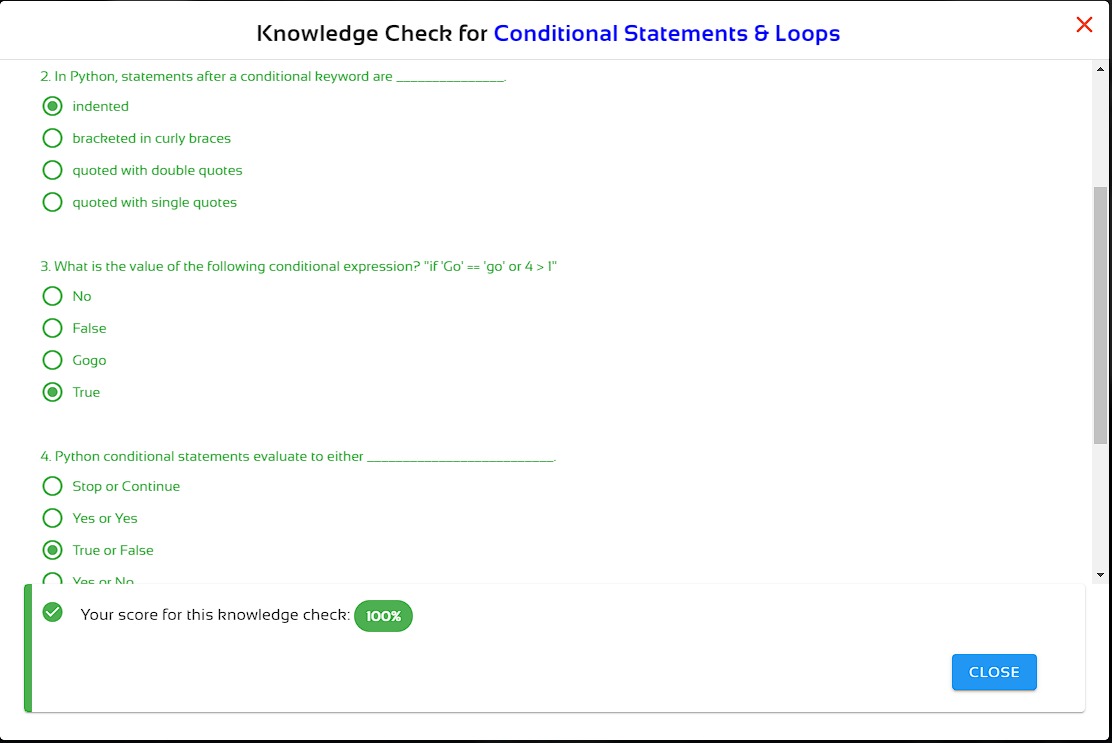 Knowledge Check for Conditional Statements & Loops
2. In Python, statements after a conditional keyword are _______________.
indented
bracketed in curly braces
quoted with double quotes
quoted with single quotes
3. What is the value of the following conditional expression? "if 'Go' == 'go' or 4 > 1"
No
False
Gogo
True
4. Python conditional statements evaluate to either __________________________.
Stop or Continue
Yes or Yes
True or False
Yes or No
Your score for this knowledge check: 100%
CLOSE